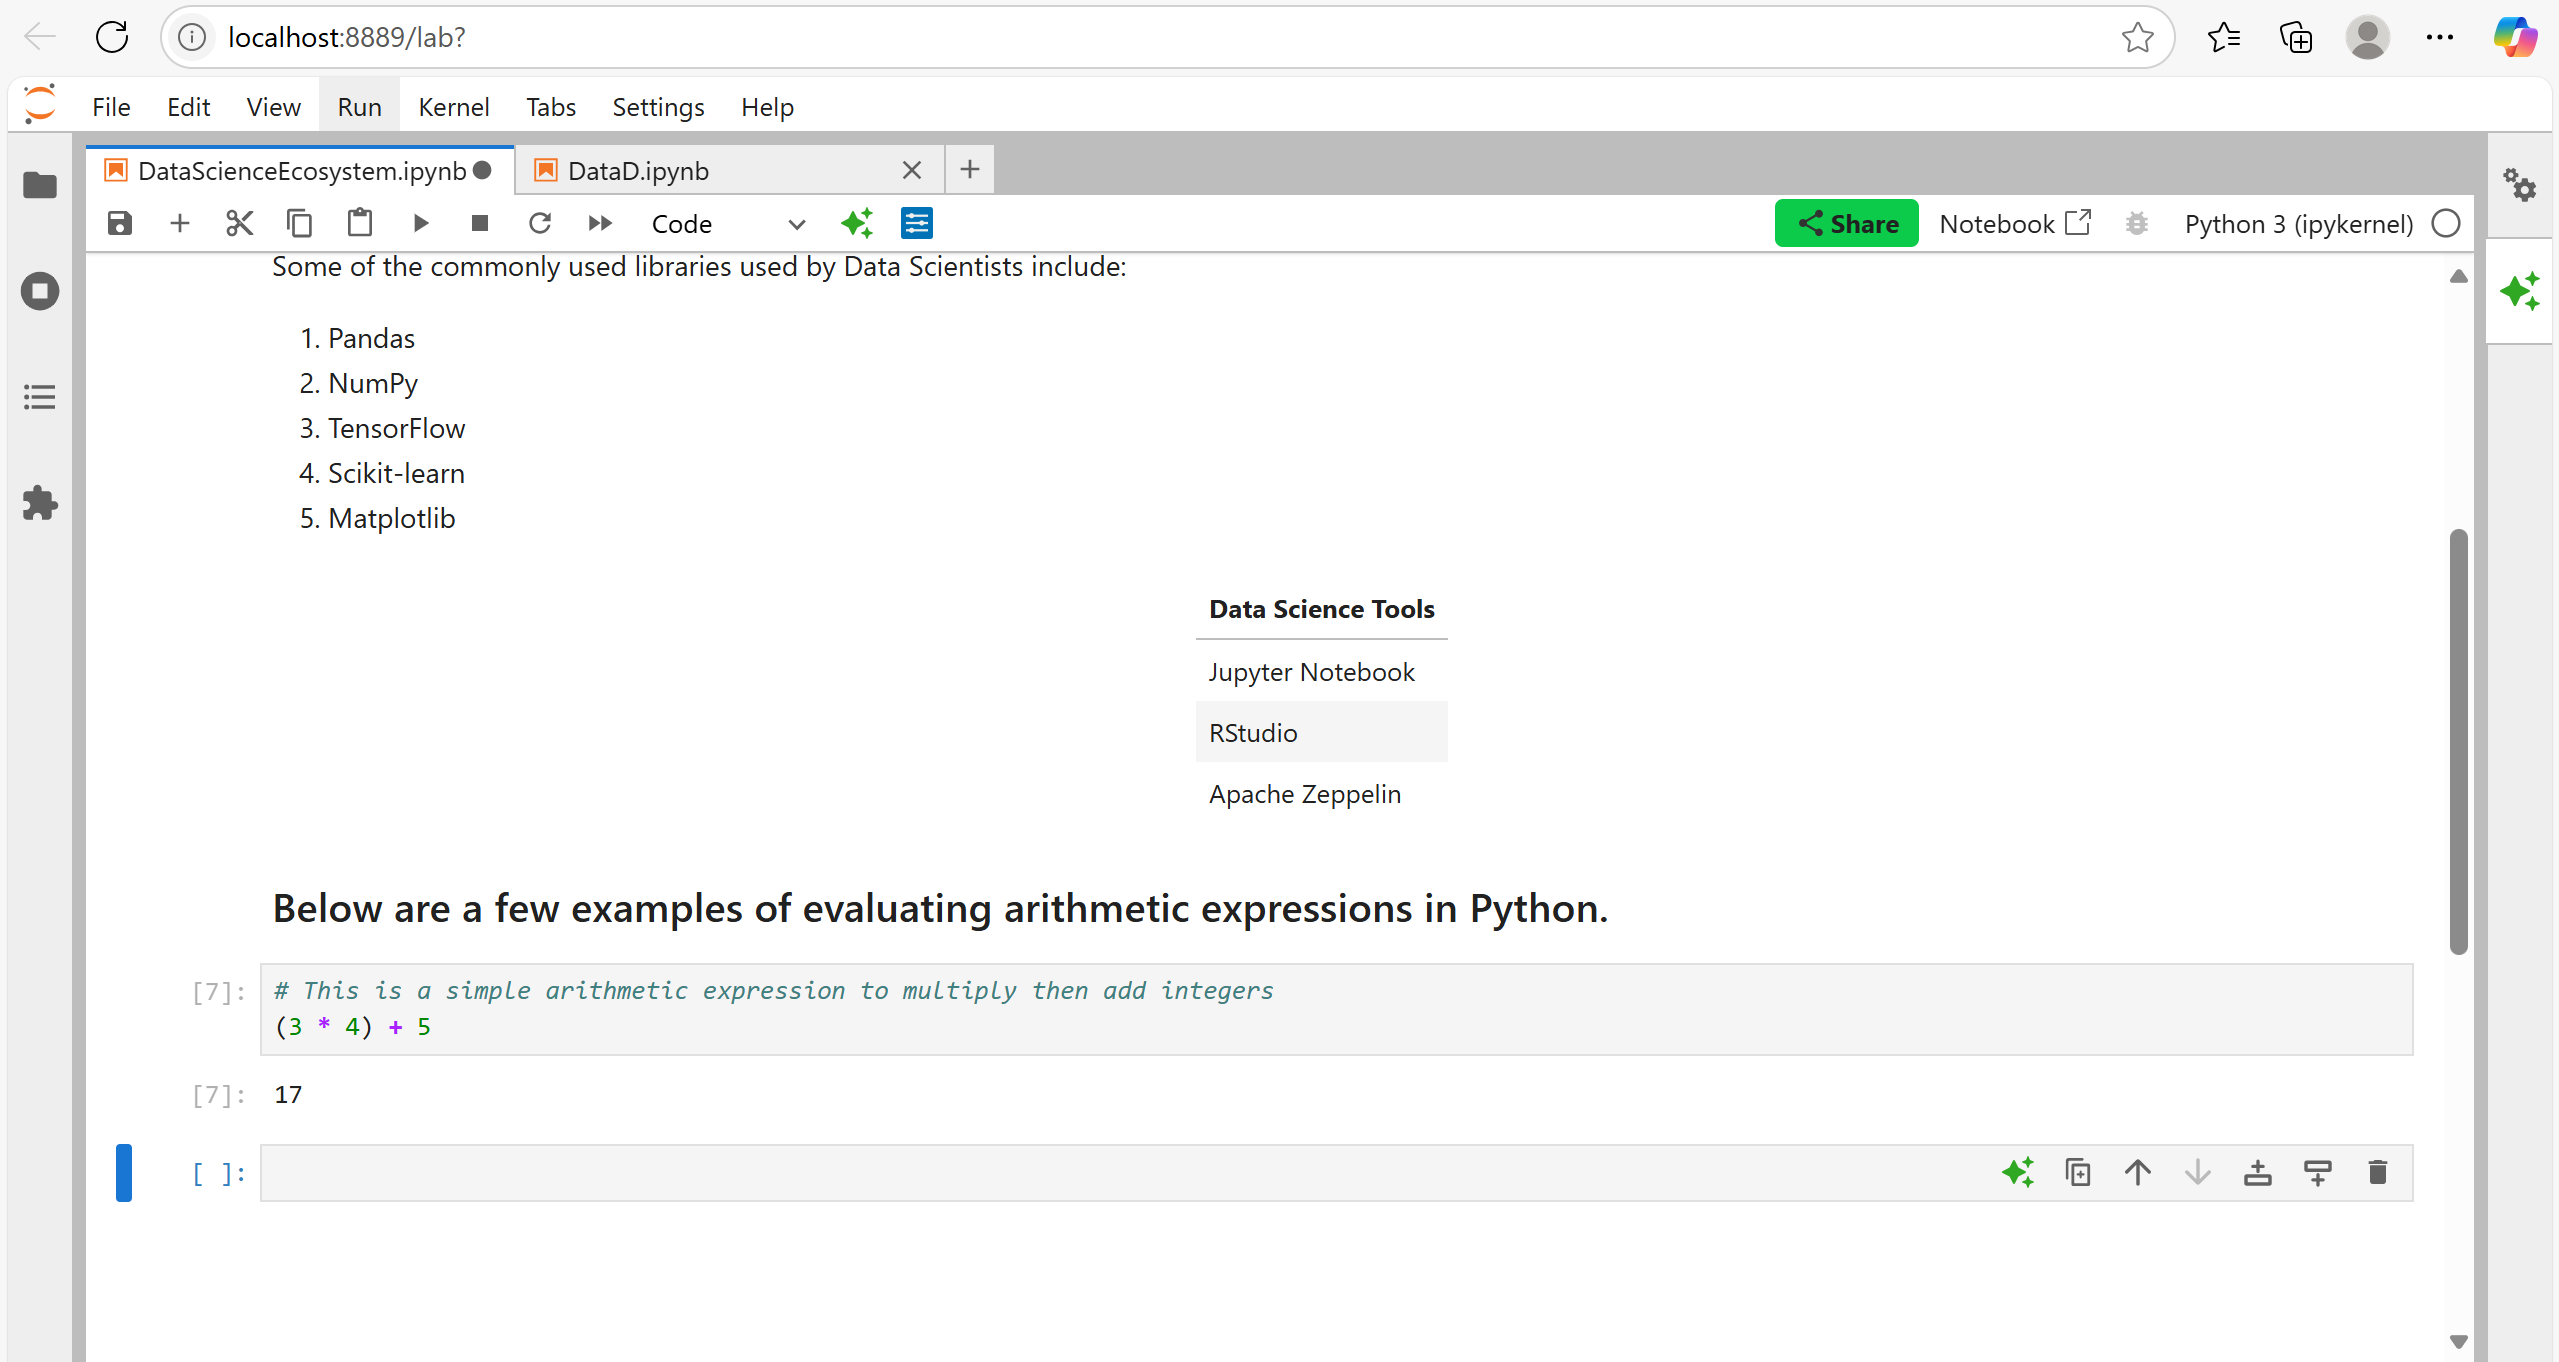 localhost:8889/lab?
File Edit View Run Kernel Tabs Settings Help
DataScienceEcosystem.ipynb DataD.ipynb
Code Share Notebook Python 3 (ipykernel)
Some of the commonly used libraries used by Data Scientists include:
1. Pandas
2. NumPy
3. TensorFlow
4. Scikit-learn
5. Matplotlib
Data Science Tools
Jupyter Notebook
RStudio
Apache Zeppelin
Below are a few examples of evaluating arithmetic expressions in Python.
[7]: # This is a simple arithmetic expression to multiply then add integers
(3 * 4) + 5
[7]: 17
[ ]: